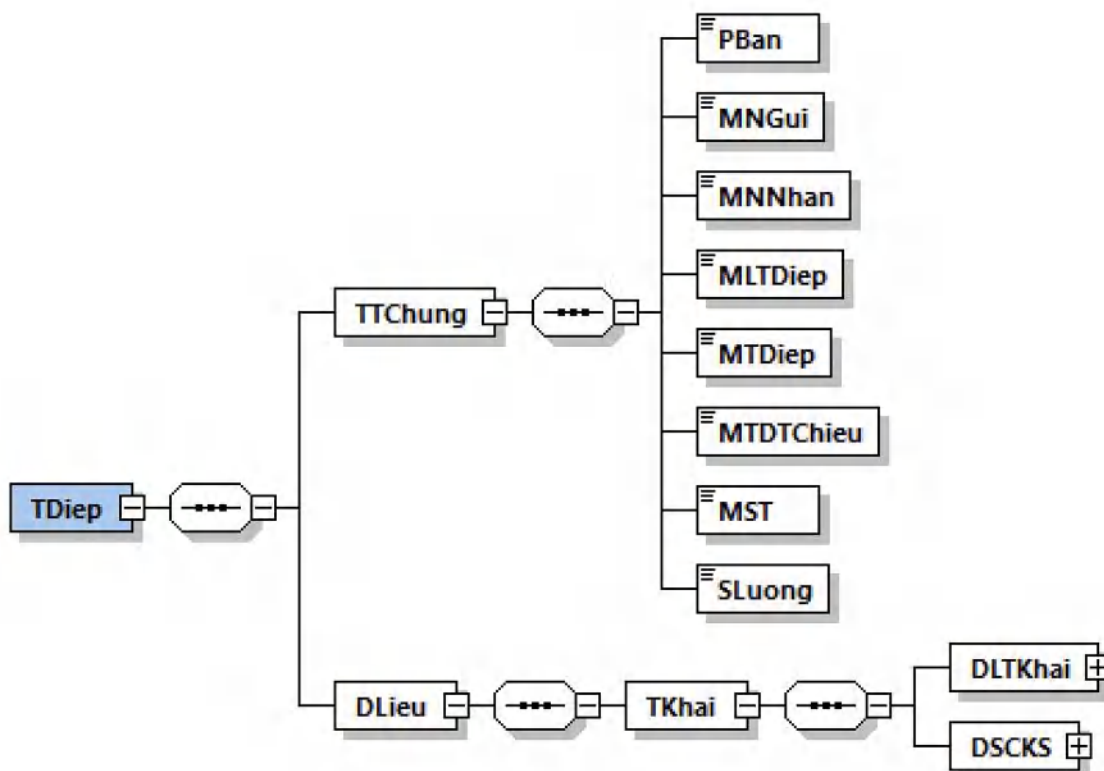 PBan
MNGui
MNNhan
MLTDiep
TTChung
MTDiep
MTDTChieu
TDiep
MST
SLuong
DLTKhai
DLieu
TKhai
DSCKS